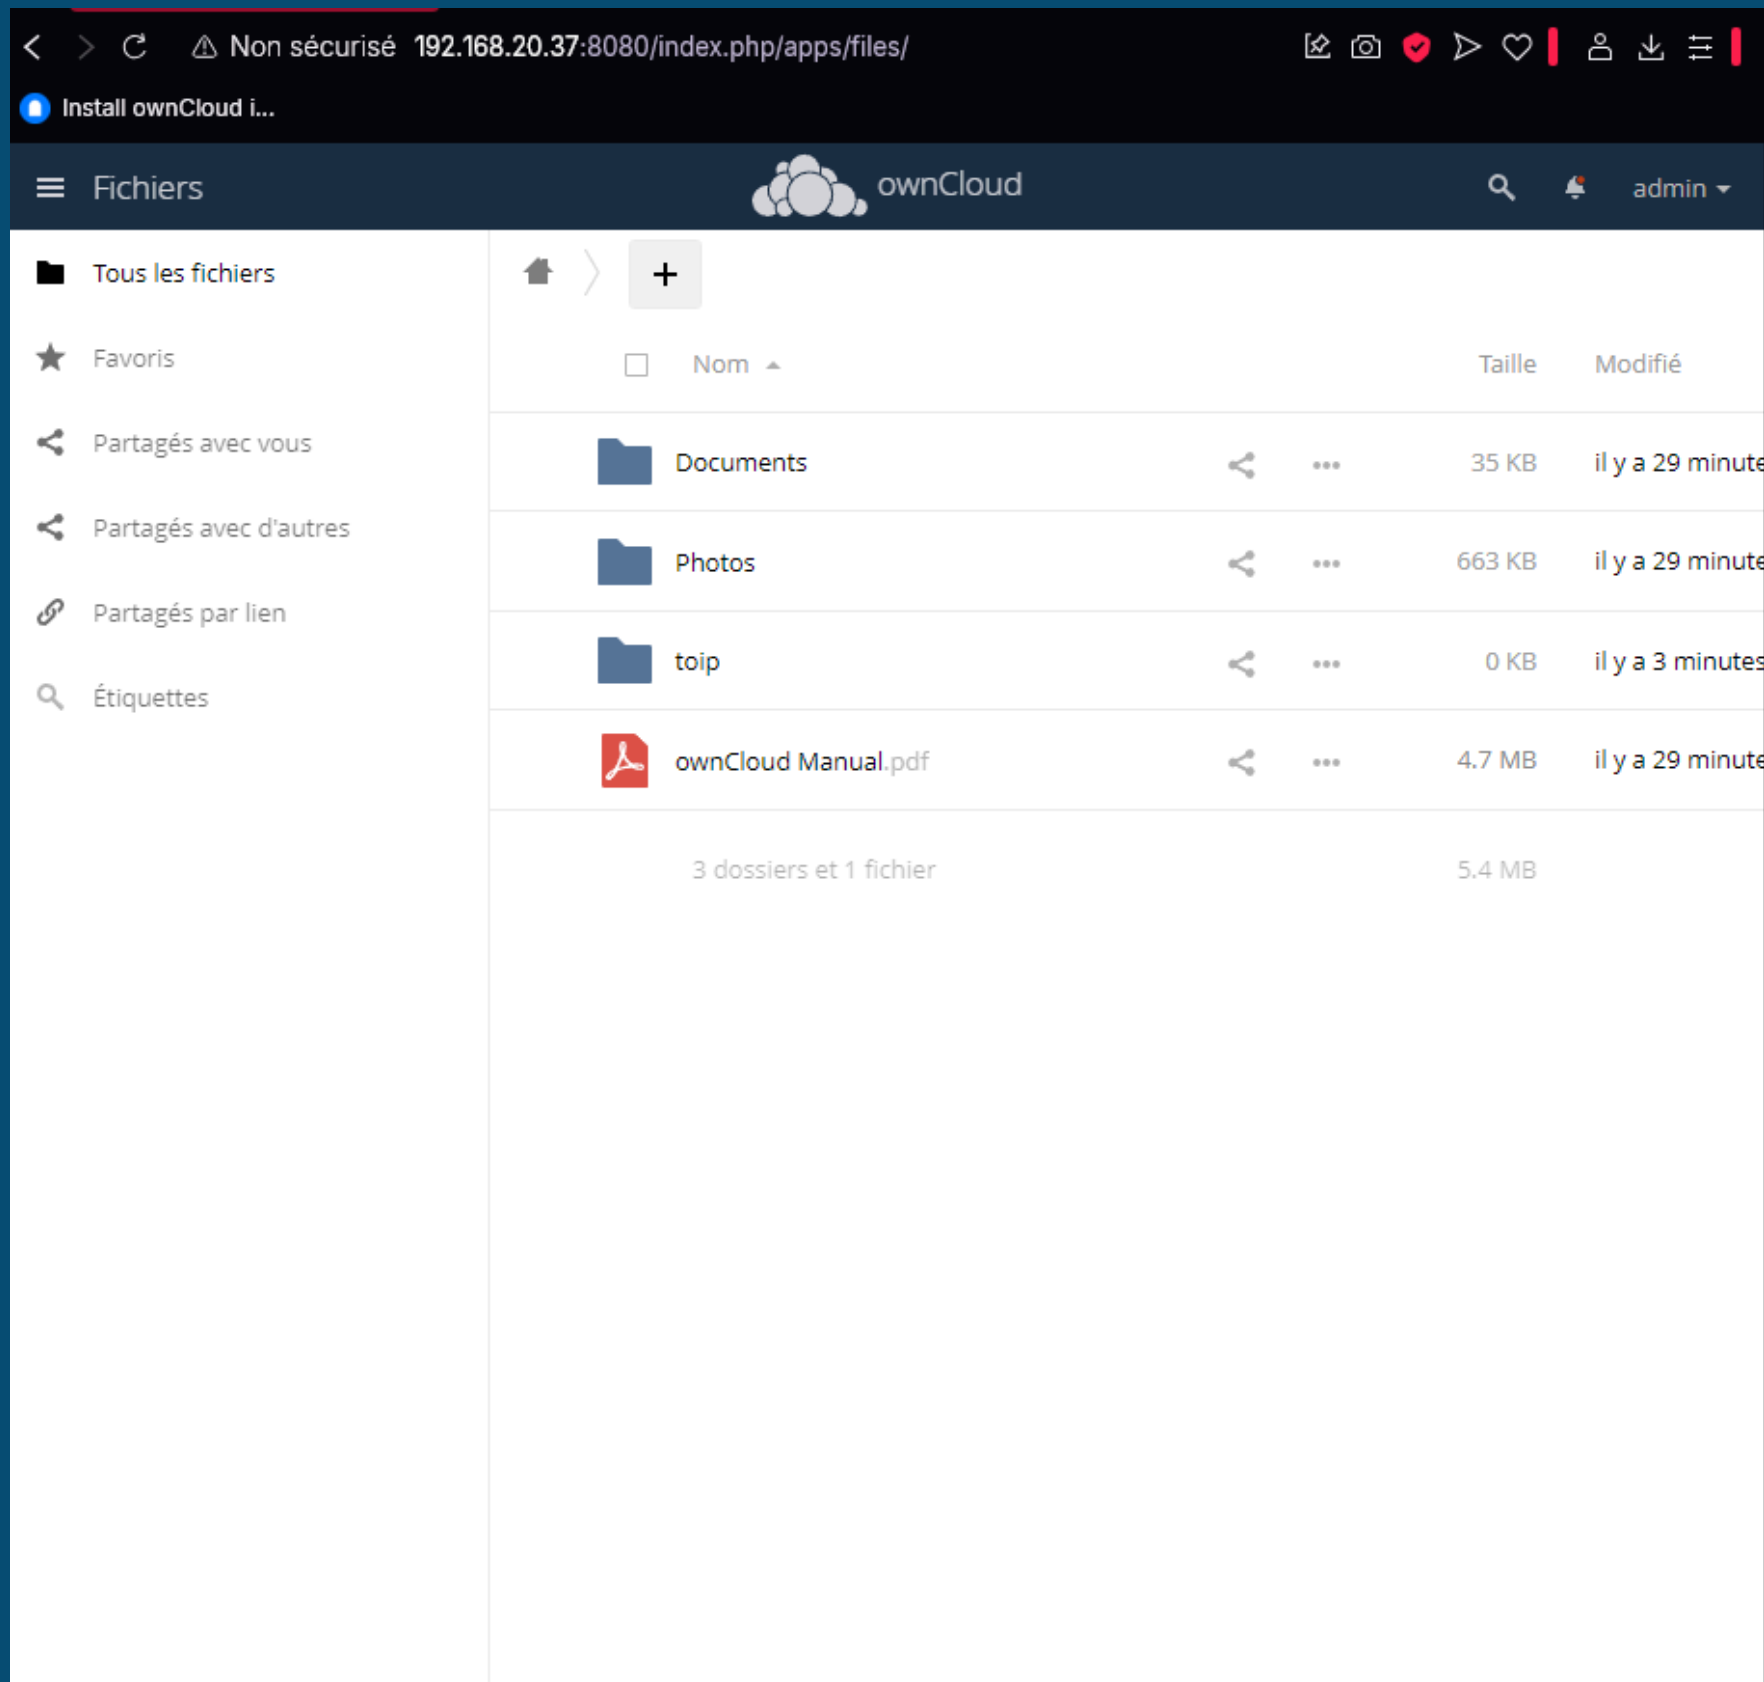 Non sécurisé 192.168.20.37:8080/index.php/apps/files/
Install ownCloud i...
Fichiers ownCloud admin
Tous les fichiers
Favoris
Partagés avec vous
Partagés avec d'autres
Partagés par lien
Étiquettes
Nom Taille Modifié
Documents 35 KB il y a 29 minute
Photos 663 KB il y a 29 minute
toip 0 KB il y a 3 minutes
ownCloud Manual.pdf 4.7 MB il y a 29 minute
3 dossiers et 1 fichier 5.4 MB